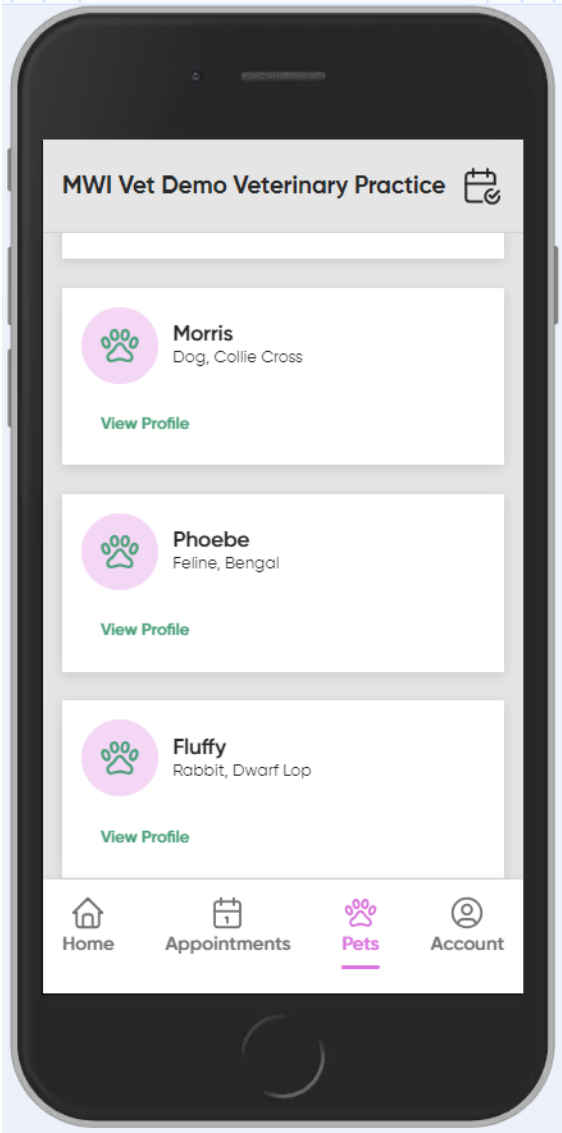 MWI Vet Demo Veterinary Practice
Morris
Dog, Collie Cross
View Profile
Phoebe
Feline, Bengal
View Profile
Fluffy
Rabbit, Dwarf Lop
View Profile
1
Home Appointments Pets Account